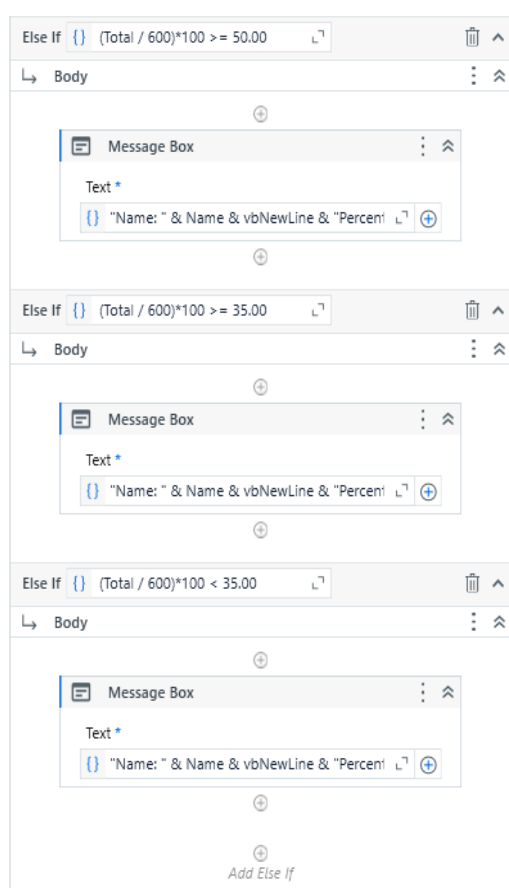 Else If {} (Total / 600)*100 >= 50.00
Body
Message Box
Text *
{} "Name: " & Name & vbNewLine & "Percent
Else If {} (Total / 600)*100 >= 35.00
Body
Message Box
Text *
{} "Name: " & Name & vbNewLine & "Percent
Else If {} (Total / 600)*100 < 35.00
Body
Message Box
Text *
{} "Name: " & Name & vbNewLine & "Percent
Add Else If